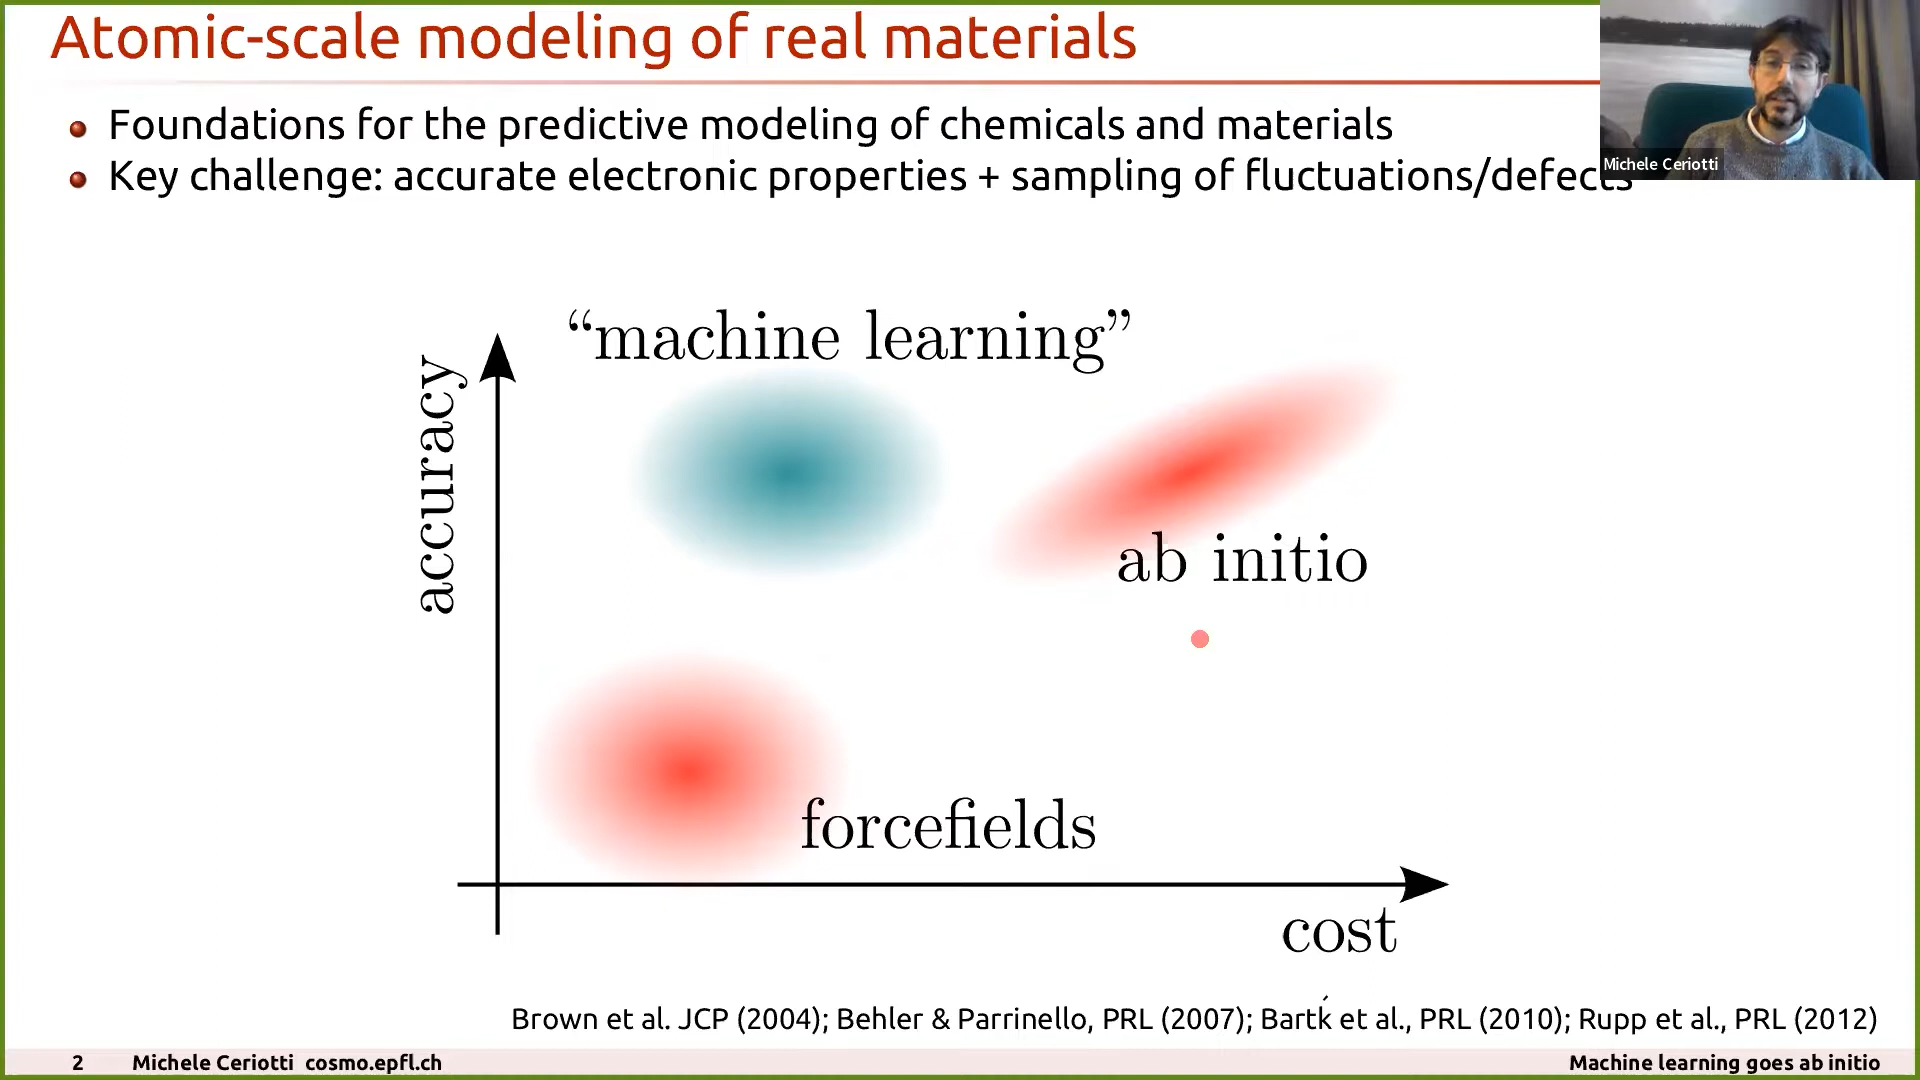 Atomic-scale modeling of real materials
Foundations for the predictive modeling of chemicals and materials
Key challenge: accurate electronic properties + sampling of fluctuations/defects
Michele Ceriotti
“machine learning”
accuracy
ab initio
forcefields
cost
Brown et al. JCP (2004); Behler & Parrinello, PRL (2007); Bartḱ et al., PRL (2010); Rupp et al., PRL (2012)
2 Michele Ceriotti cosmo.epfl.ch Machine learning goes ab initio